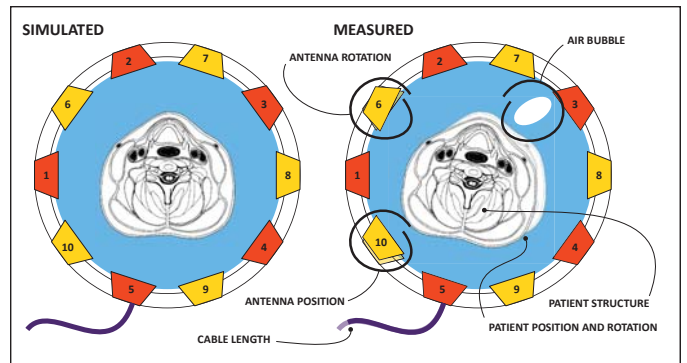 SIMULATED
MEASURED
ANTENNA ROTATION
AIR BUBBLE
2
7
6
3
1
8
10
4
5
9
2
7
6
3
1
8
10
4
5
9
ANTENNA POSITION
CABLE LENGTH
PATIENT STRUCTURE
PATIENT POSITION AND ROTATION